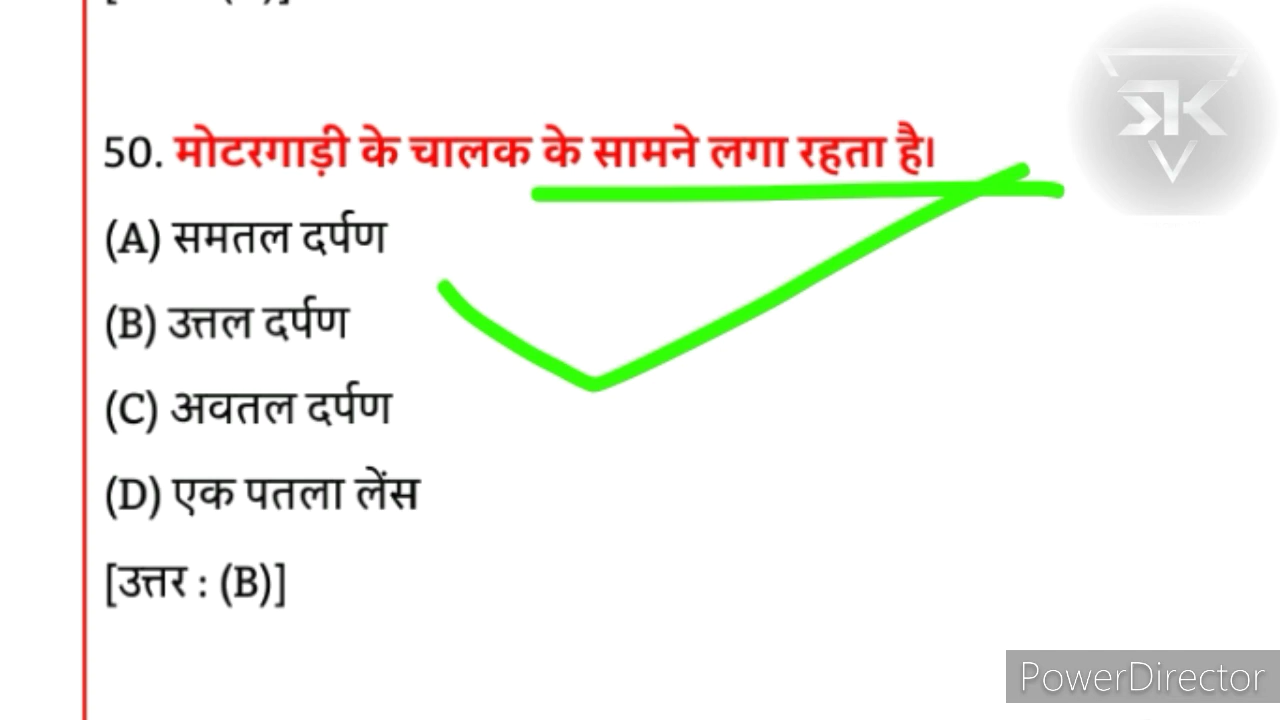 50. मोटरगाड़ी के चालक के सामने लगा रहता है।
(A) समतल दर्पण
(B) उत्तल दर्पण
(C) अवतल दर्पण
(D) एक पतला लेंस
[उत्तर : (B)]
PowerDirector